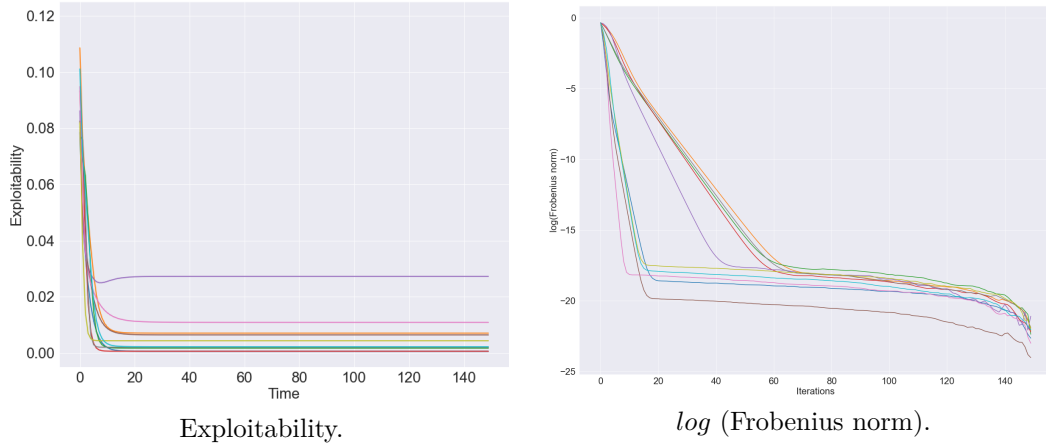 0.12
0.10
0.08
0.06
0.04
0.02
0.00
Exploitability
0 20 40 60 80 100 120 140
Time
Exploitability.
0
−5
−10
−15
−20
−25
log(Frobenius norm)
0 20 40 60 80 100 120 140
Iterations
log (Frobenius norm).